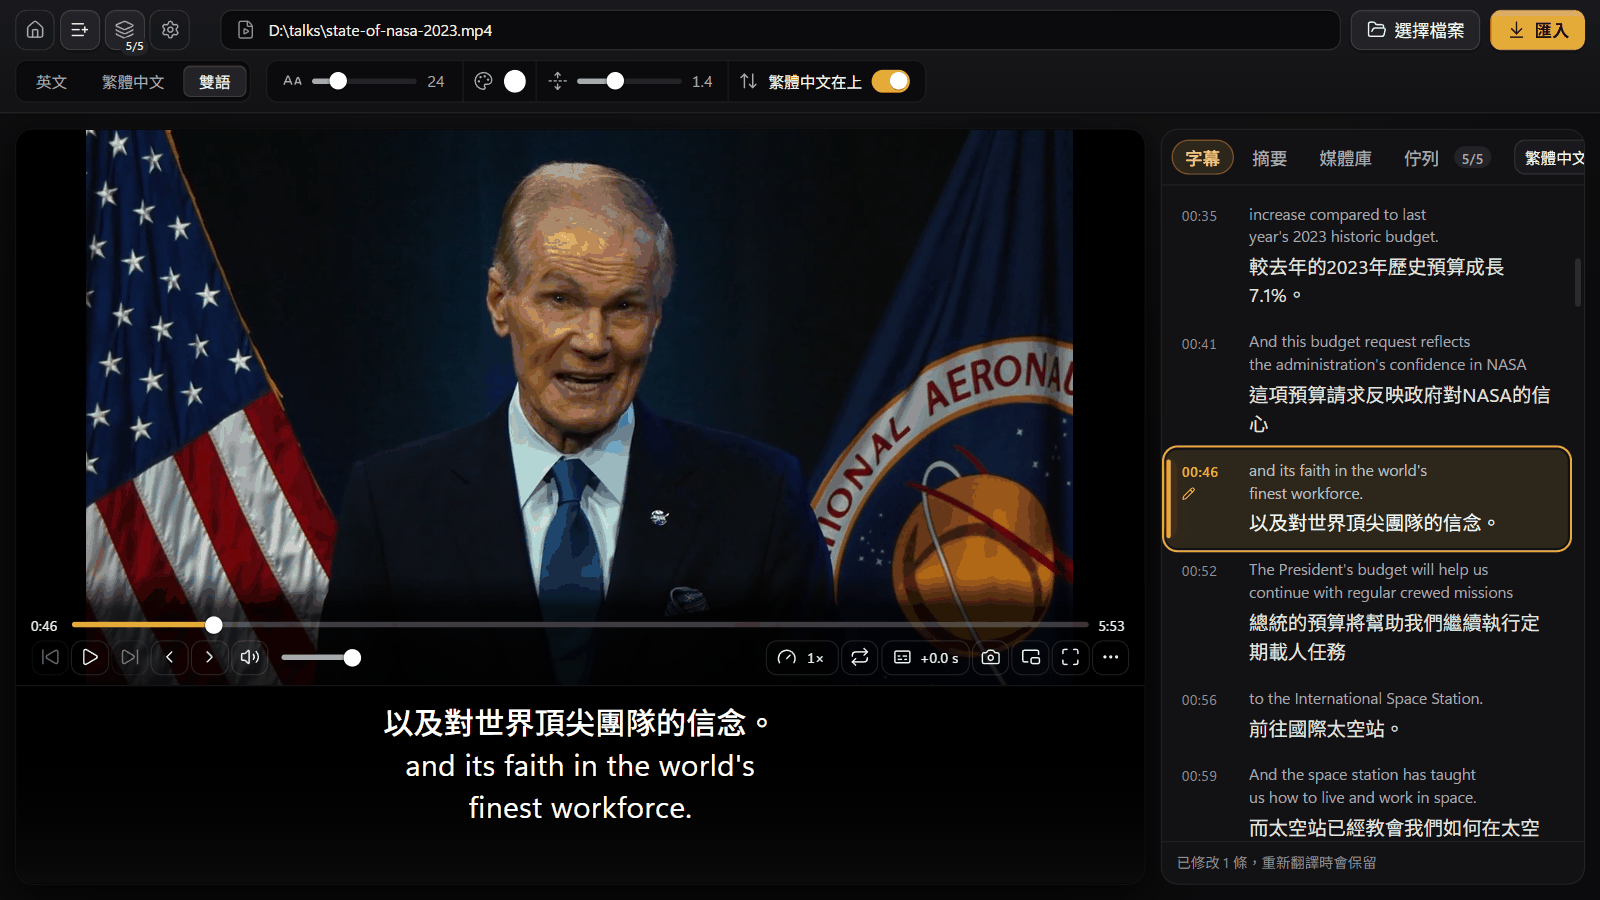 5/5
D:\talks\state-of-nasa-2023.mp4
選擇檔案
匯入
英文
繁體中文
雙語
AA
24
1.4
繁體中文在上
ONAL AERONA
0:46
5:53
1×
+0.0 s
以及對世界頂尖團隊的信念。
and its faith in the world's
finest workforce.
字幕
摘要
媒體庫
佇列
5/5
繁體中文
00:35
increase compared to last
year's 2023 historic budget.
較去年的2023年歷史預算成長
7.1%。
00:41
And this budget request reflects
the administration's confidence in NASA
這項預算請求反映政府對NASA的信
心
00:46
and its faith in the world's
finest workforce.
以及對世界頂尖團隊的信念。
00:52
The President's budget will help us
continue with regular crewed missions
總統的預算將幫助我們繼續執行定
期載人任務
00:56
to the International Space Station.
前往國際太空站。
00:59
And the space station has taught
us how to live and work in space.
而太空站已經教會我們如何在太空
已修改 1 條，重新翻譯時會保留